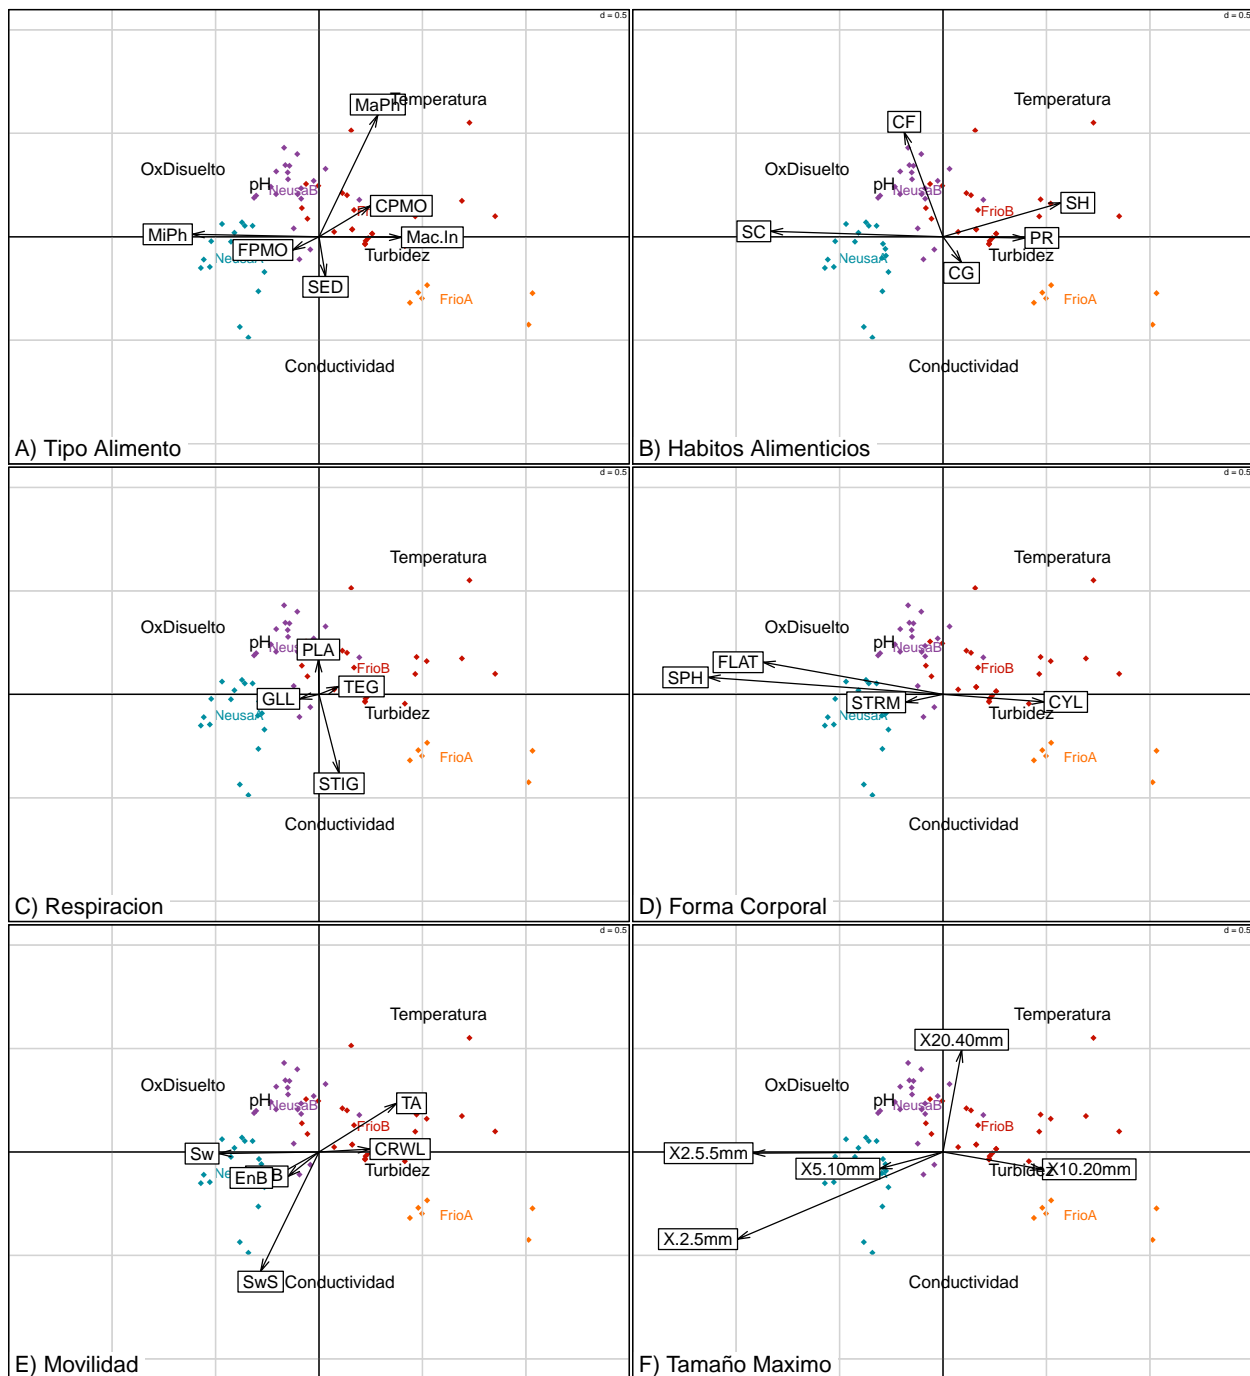 d = 0.5
Temperatura
MaPh
OxDisuelto
pH
NeusaB
CPMO
MiPh
Mac.In
FPMO
NeusaA
Turbidez
SED
FrioA
Conductividad
A) Tipo Alimento
d = 0.5
Temperatura
CF
OxDisuelto
pH
NeusaB
SH
FrioB
SC
PR
NeusaA
Turbidez
CG
FrioA
Conductividad
B) Habitos Alimenticios
d = 0.5
Temperatura
OxDisuelto
pH
NeusaB
PLA
FrioB
TEG
GLL
NeusaA
Turbidez
FrioA
STIG
Conductividad
C) Respiracion
d = 0.5
Temperatura
OxDisuelto
pH
NeusaB
FLAT
FrioB
SPH
STRM
CYL
NeusaA
Turbidez
FrioA
Conductividad
D) Forma Corporal
d = 0.5
Temperatura
OxDisuelto
pH
NeusaB
TA
FrioB
Sw
CRWL
Turbidez
EnB
B
FrioA
SwS
Conductividad
E) Movilidad
d = 0.5
Temperatura
X20.40mm
OxDisuelto
pH
NeusaB
FrioB
X2.5.5mm
X5.10mm
Turbidez
X10.20mm
FrioA
X.2.5mm
Conductividad
F) Tamaño Maximo